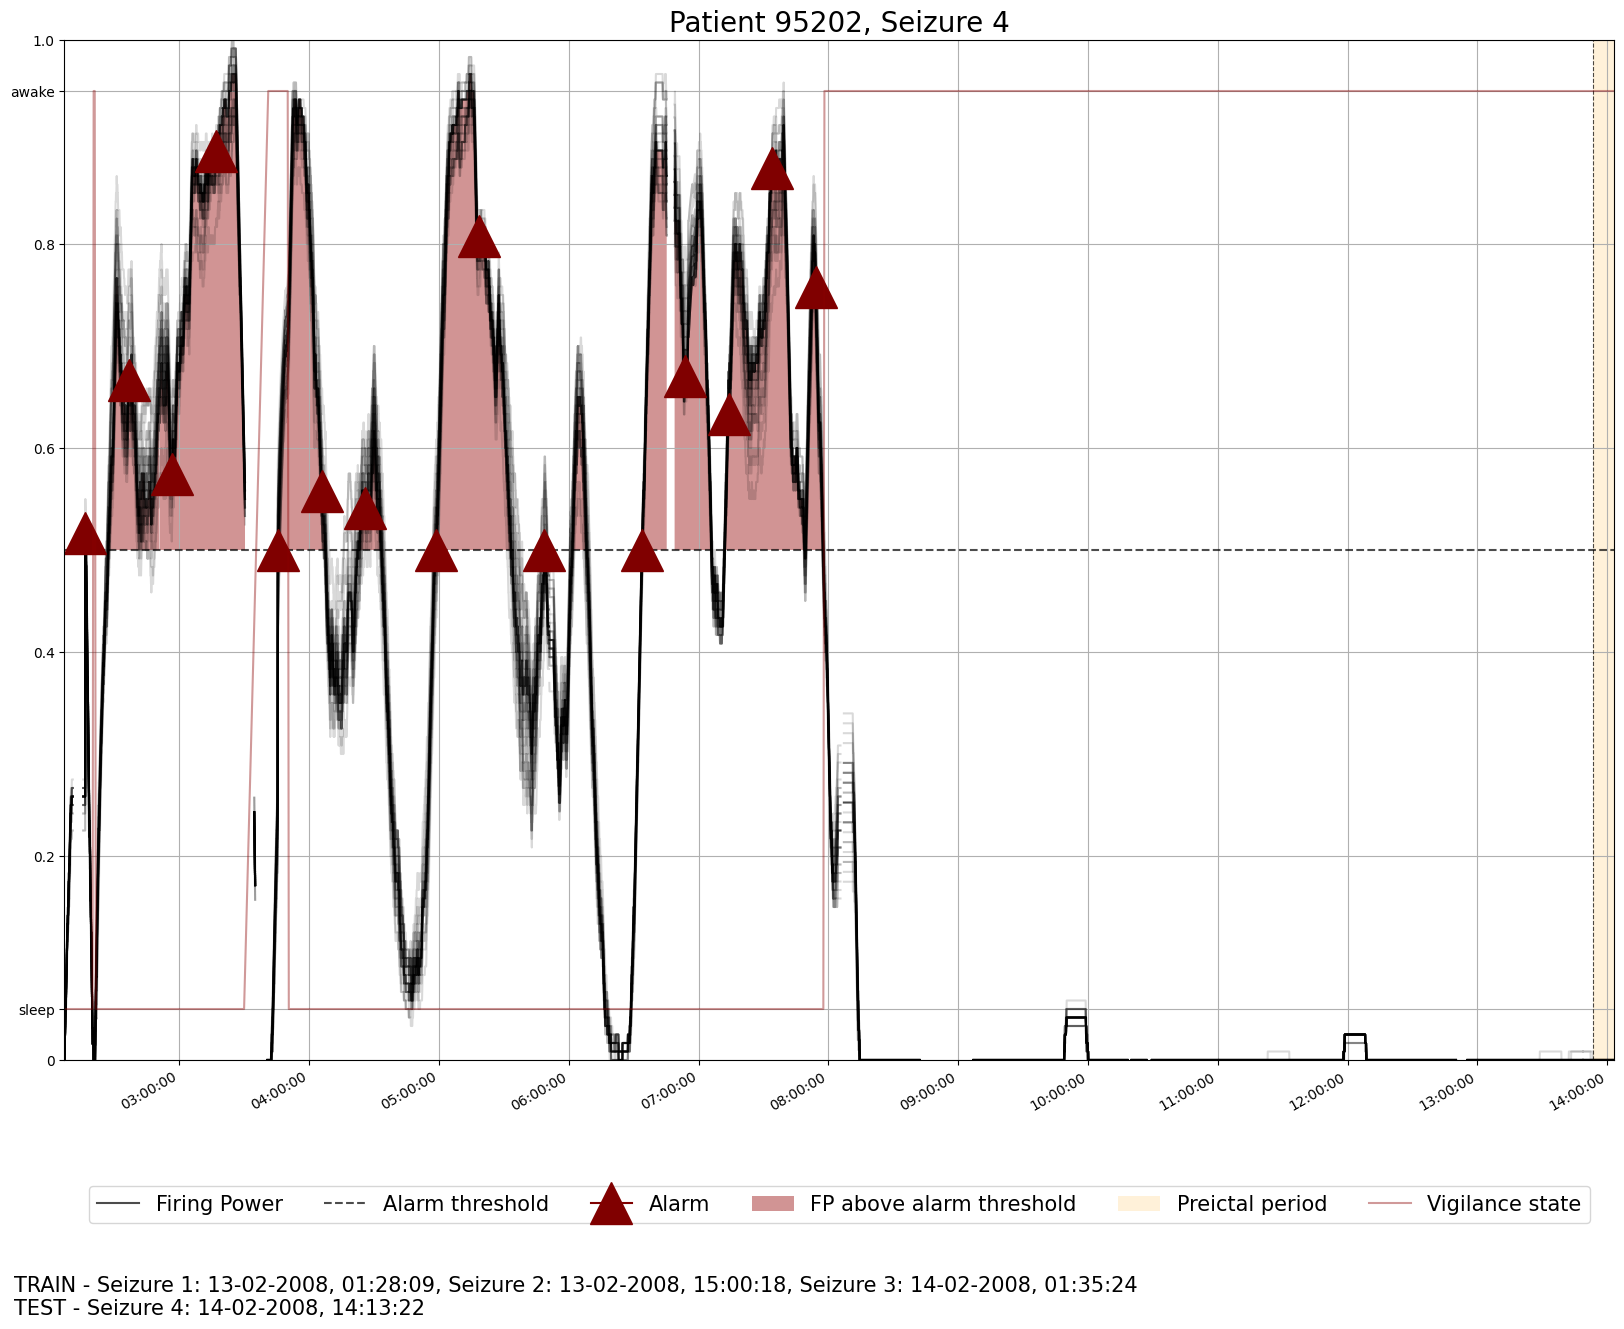 Patient 95202, Seizure 4
1.0
awake
0.8
0.6
0.4
0.2
sleep
0
03:00:00
04:00:00
05:00:00
06:00:00
07:00:00
08:00:00
09:00:00
10:00:00
11:00:00
12:00:00
13:00:00
14:00:00
Firing Power
Alarm threshold
Alarm
FP above alarm threshold
Preictal period
Vigilance state
TRAIN - Seizure 1: 13-02-2008, 01:28:09, Seizure 2: 13-02-2008, 15:00:18, Seizure 3: 14-02-2008, 01:35:24
TEST - Seizure 4: 14-02-2008, 14:13:22